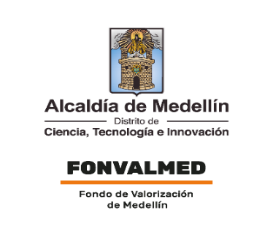 Alcaldía de Medellín
Distrito de
Ciencia, Tecnología e Innovación
FONVALMED
Fondo de Valorización
de Medellín